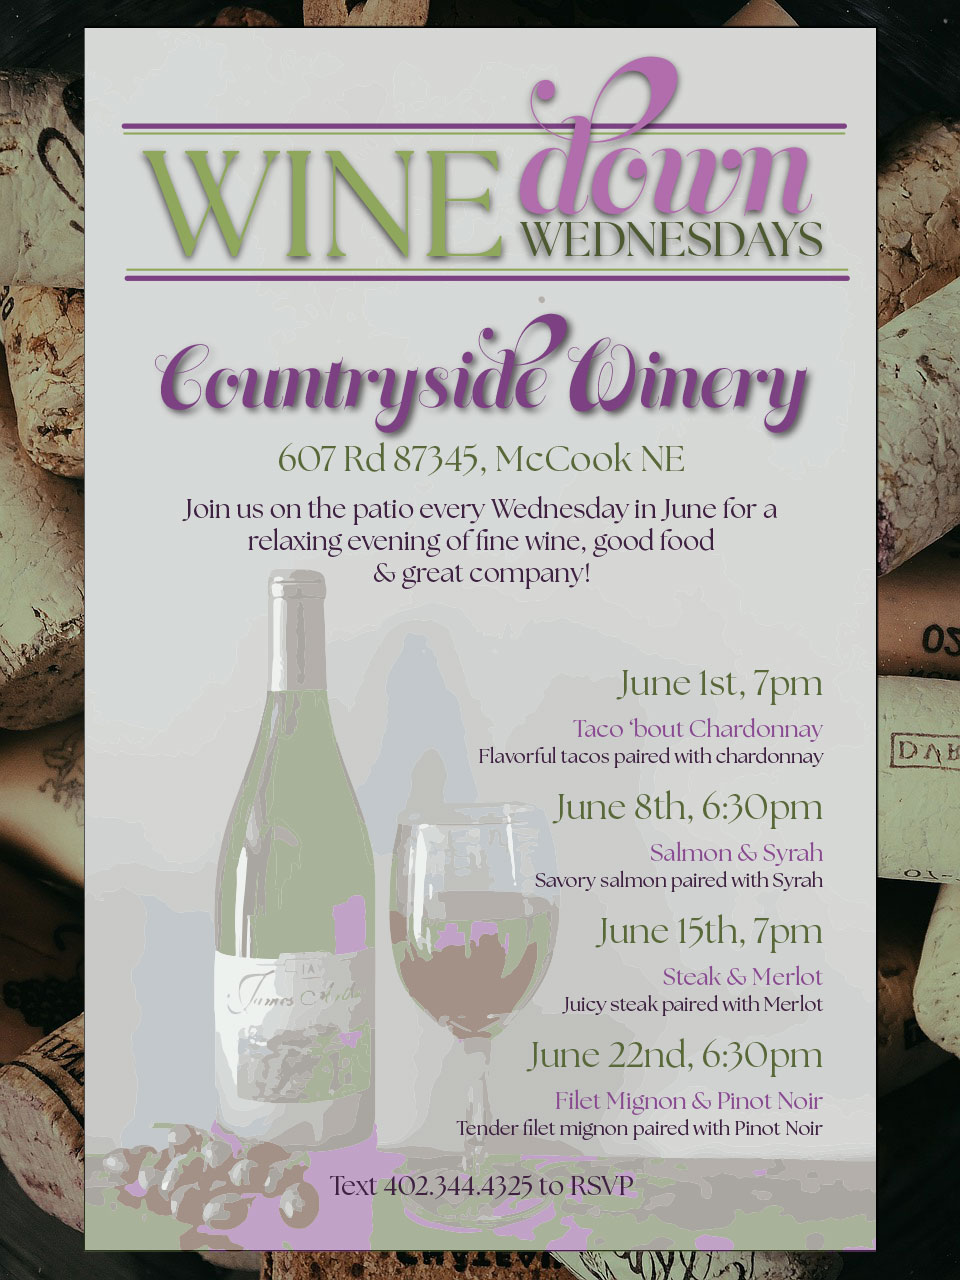 WINE down
WEDNESDAYS
Countryside Winery
607 Rd 87345, McCook NE
Join us on the patio every Wednesday in June for a
relaxing evening of fine wine, good food
& great company!
June 1st, 7pm
Taco ‘bout Chardonnay
Flavorful tacos paired with chardonnay
June 8th, 6:30pm
Salmon & Syrah
Savory salmon paired with Syrah
June 15th, 7pm
Steak & Merlot
Juicy steak paired with Merlot
June 22nd, 6:30pm
Filet Mignon & Pinot Noir
Tender filet mignon paired with Pinot Noir
Text 402.344.4325 to RSVP
James
02
01-